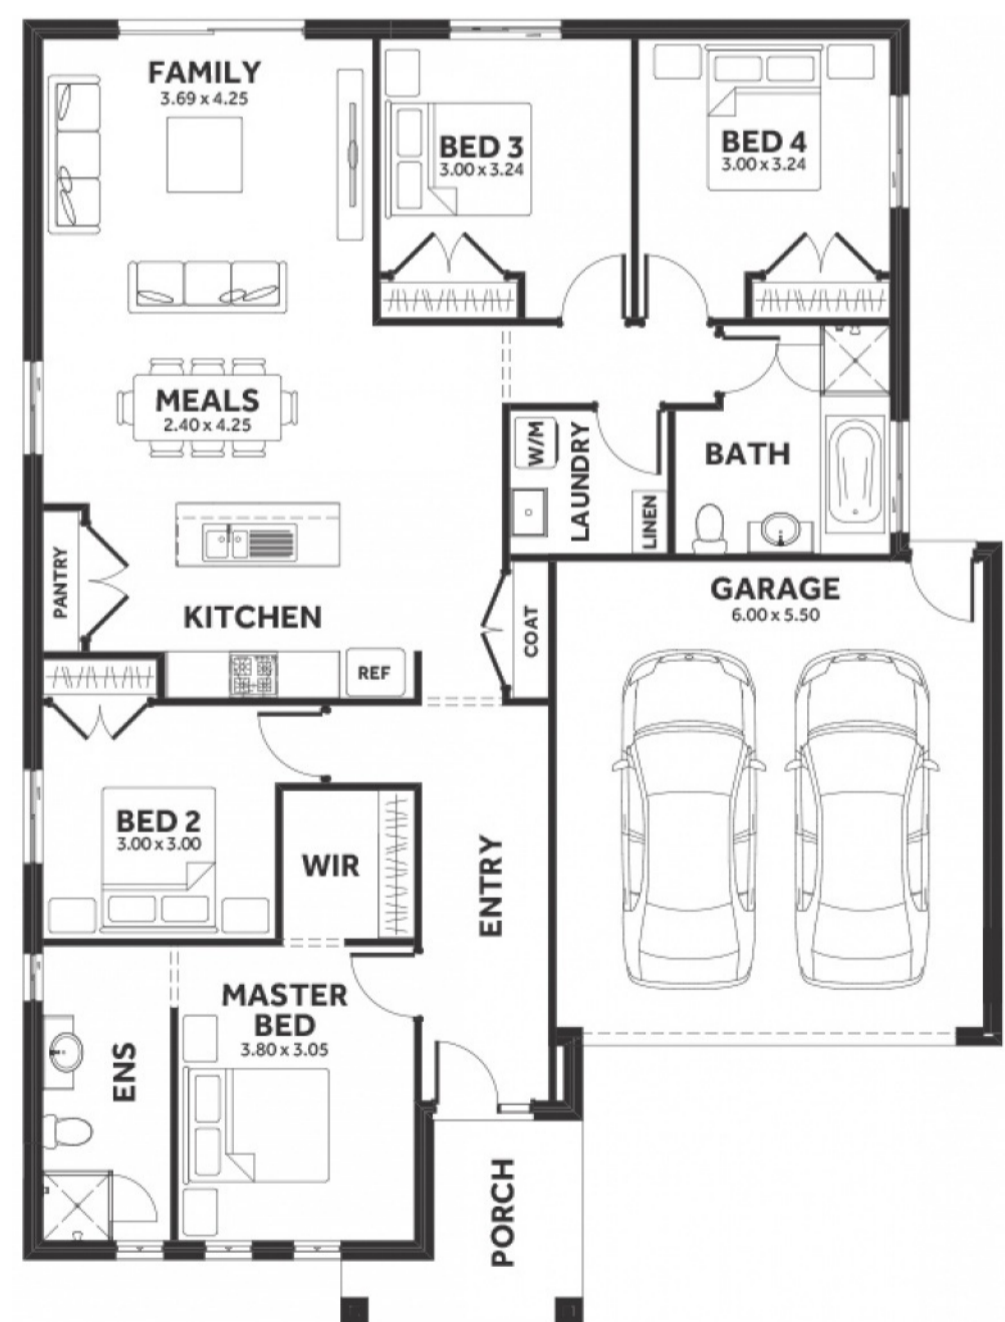 FAMILY
3.69 x 4.25
BED 3
3.00 x 3.24
BED 4
3.00 x 3.24
MEALS
2.40 x 4.25
W/M
LAUNDRY
LINEN
BATH
PANTRY
KITCHEN
REF
COAT
GARAGE
6.00 x 5.50
BED 2
3.00 x 3.00
WIR
ENTRY
MASTER
BED
3.80 x 3.05
ENS
PORCH